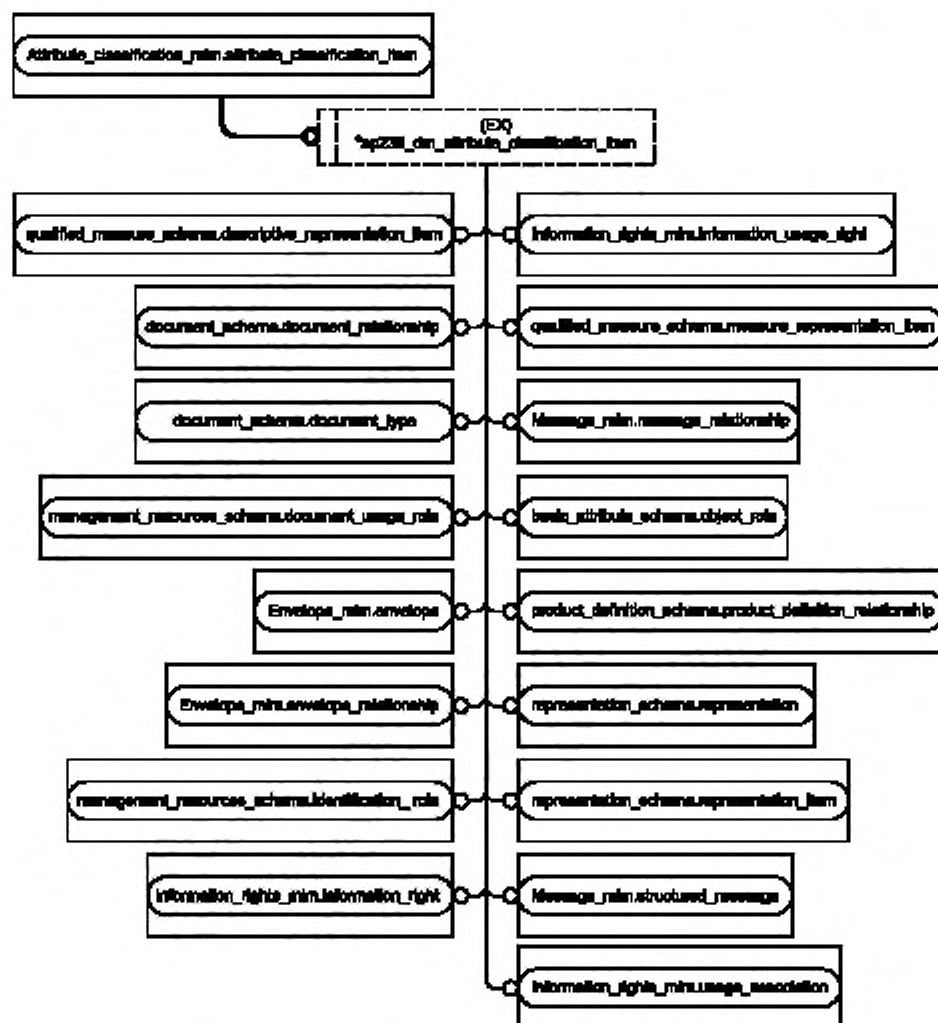 Attribute_classification_mim.attribute_classification_item
(EX)
*ap239_dm_attribute_classification_item
qualified_measure_schema.descriptive_representation_item
information_rights_mim.information_usage_right
document_schema.document_relationship
qualified_measure_schema.measure_representation_item
document_schema.document_type
Message_mim.message_relationship
management_resources_schema.document_usage_role
basic_attribute_schema.object_role
Envelope_mim.envelope
product_definition_schema.product_definition_relationship
Envelope_mim.envelope_relationship
representation_schema.representation
management_resources_schema.identification_role
representation_schema.representation_item
information_rights_mim.information_right
Message_mim.structured_message
information_rights_mim.usage_association